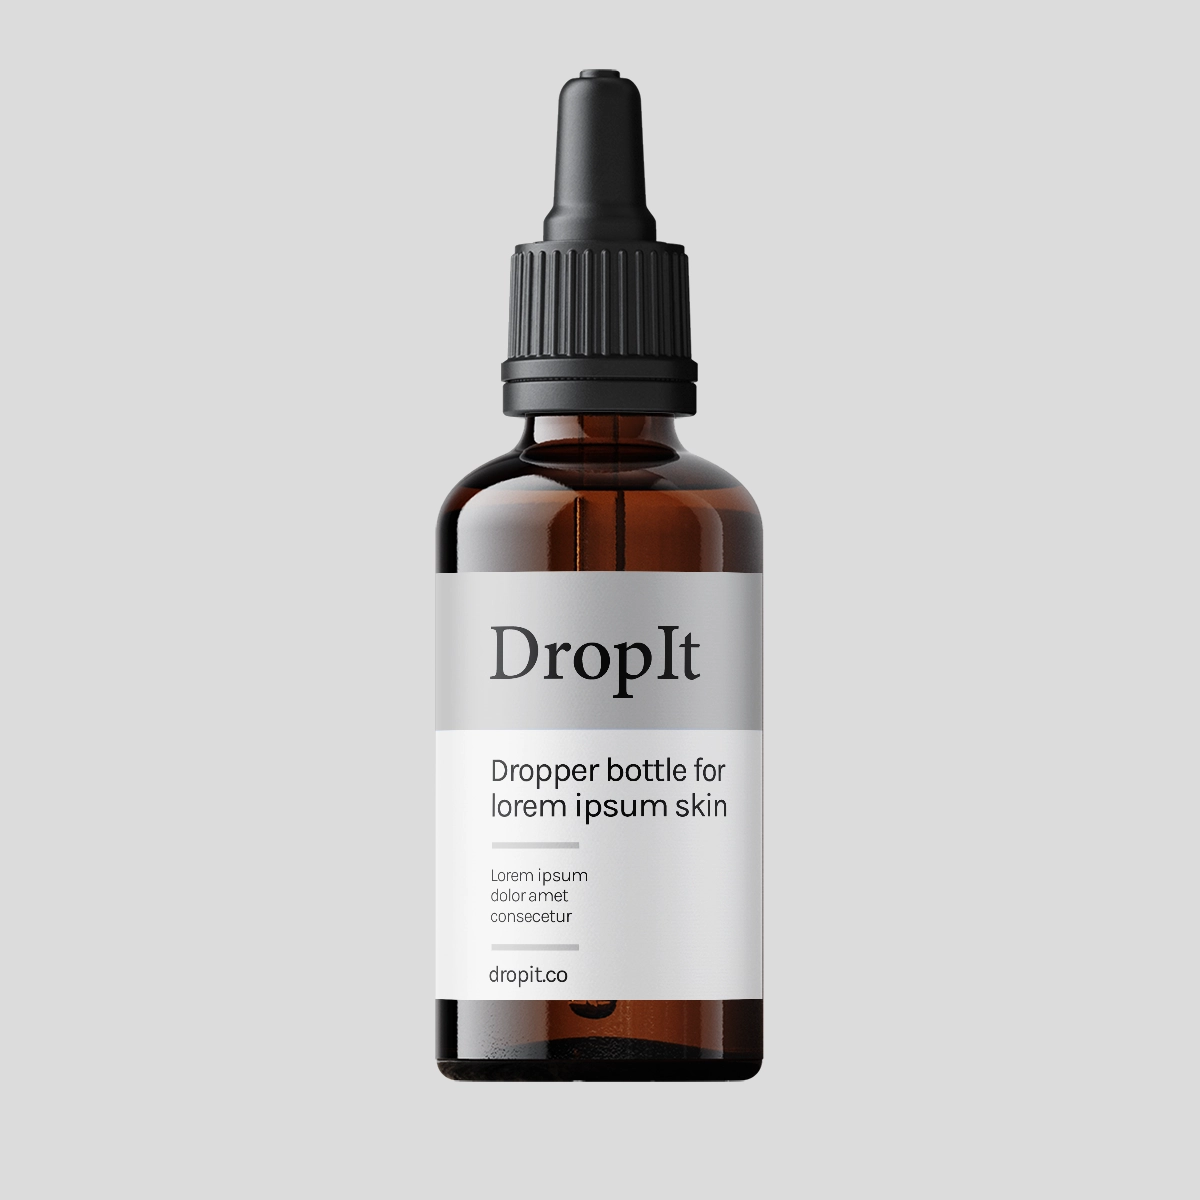 DropIt
Dropper bottle for
lorem ipsum skin
Lorem ipsum
dolor amet
consecetur
dropit.co